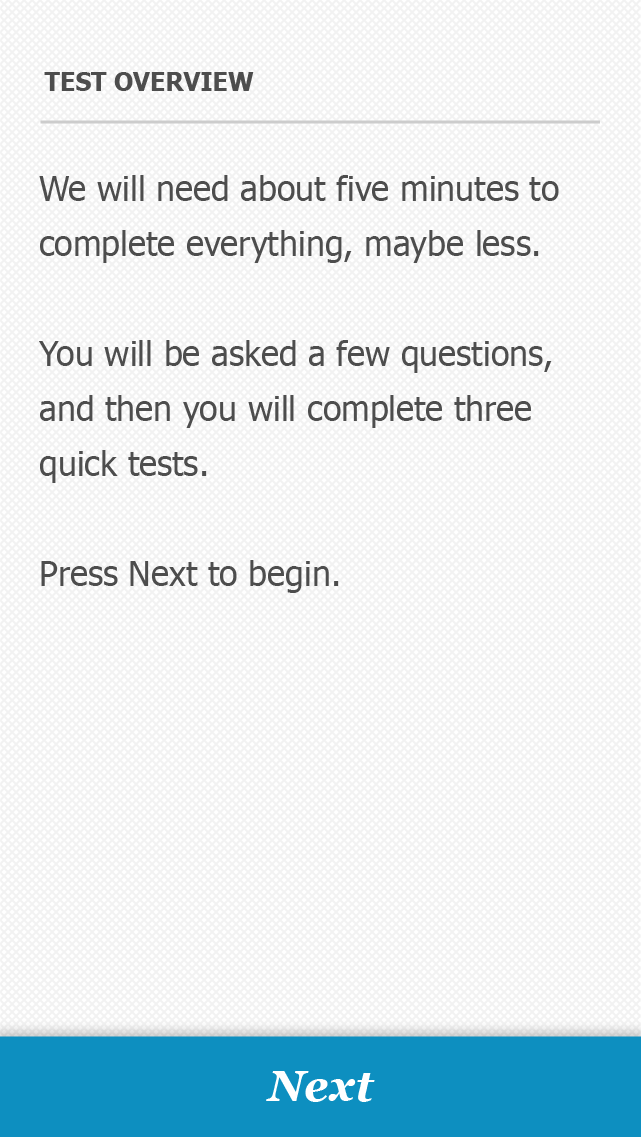 TEST OVERVIEW
We will need about five minutes to
complete everything, maybe less.
You will be asked a few questions,
and then you will complete three
quick tests.
Press Next to begin.
Next